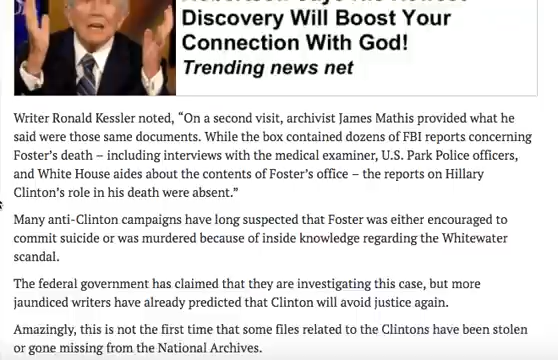 Discovery Will Boost Your
Connection With God!
Trending news net
Writer Ronald Kessler noted, “On a second visit, archivist James Mathis provided what he
said were those same documents. While the box contained dozens of FBI reports concerning
Foster’s death – including interviews with the medical examiner, U.S. Park Police officers,
and White House aides about the contents of Foster’s office – the reports on Hillary
Clinton’s role in his death were absent.”
Many anti-Clinton campaigns have long suspected that Foster was either encouraged to
commit suicide or was murdered because of inside knowledge regarding the Whitewater
scandal.
The federal government has claimed that they are investigating this case, but more
jaundiced writers have already predicted that Clinton will avoid justice again.
Amazingly, this is not the first time that some files related to the Clintons have been stolen
or gone missing from the National Archives.